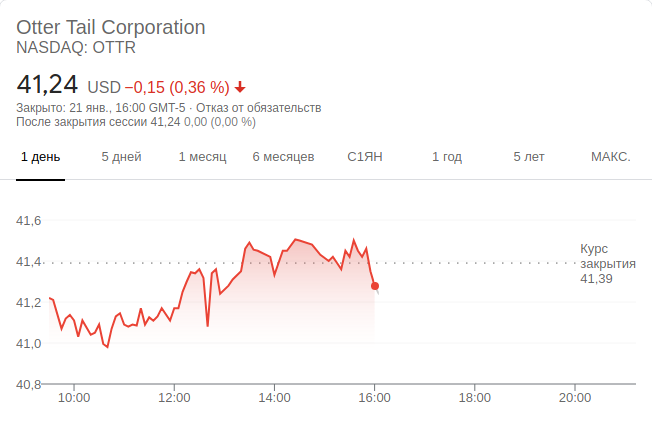 Otter Tail Corporation
NASDAQ: OTTR
41,24 USD −0,15 (0,36 %)
Закрыто: 21 янв., 16:00 GMT-5 · Отказ от обязательств
После закрытия сессии 41,24 0,00 (0,00 %)
1 день 5 дней 1 месяц 6 месяцев С1ЯН 1 год 5 лет МАКС.
41,6
41,4
41,2
41,0
40,8
Курс
закрытия
41,39
10:00 12:00 14:00 16:00 18:00 20:00